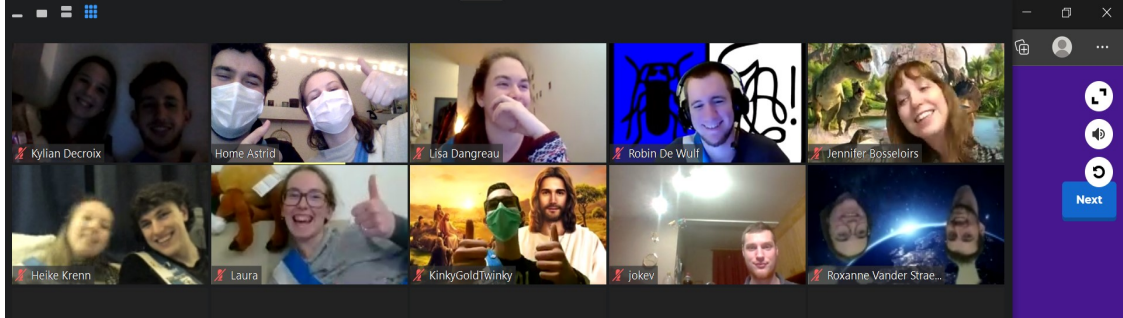 Kylian Decroix
Home Astrid
Lisa Dangreau
Robin De Wulf
Jennifer Bosseloirs
Heike Krenn
Laura
KinkyGoldTwinky
jokev
Roxanne Vander Strae...
Next